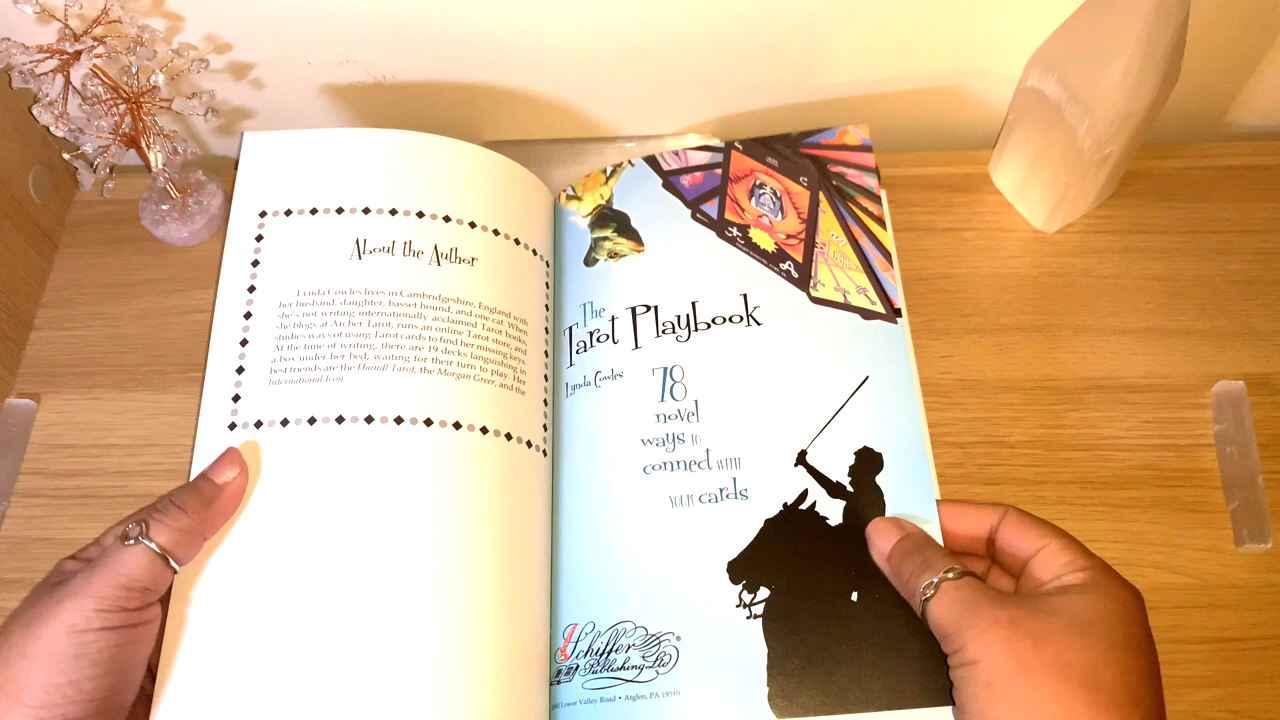 About the Author
Lynda Cowles lives in Cambridgeshire, England with
her husband, daughter, basset hound, and one cat. When
she's not writing internationally acclaimed Tarot books,
she blogs at Archer Tarot, runs an online Tarot store, and
studies ways of using Tarot cards to find her missing keys.
At the time of writing, there are 19 decks languishing in
a box under her bed, waiting for their turn to play. Her
best friends are the Haindl Tarot, the Morgan Greer, and the
International Icon.
The
Tarot Playbook
Lynda Cowles
78
novel
ways to
connect with
your cards
Schiffer
Publishing Ltd
Lower Valley Road • Atglen, PA 19310